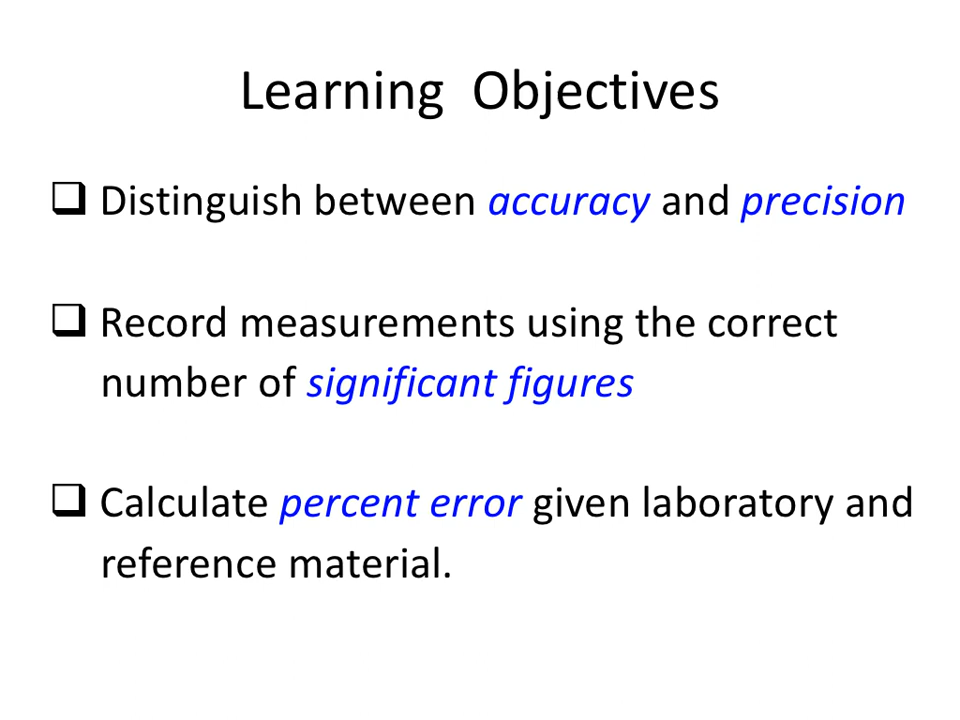 Learning Objectives
❑ Distinguish between accuracy and precision
❑ Record measurements using the correct
number of significant figures
❑ Calculate percent error given laboratory and
reference material.